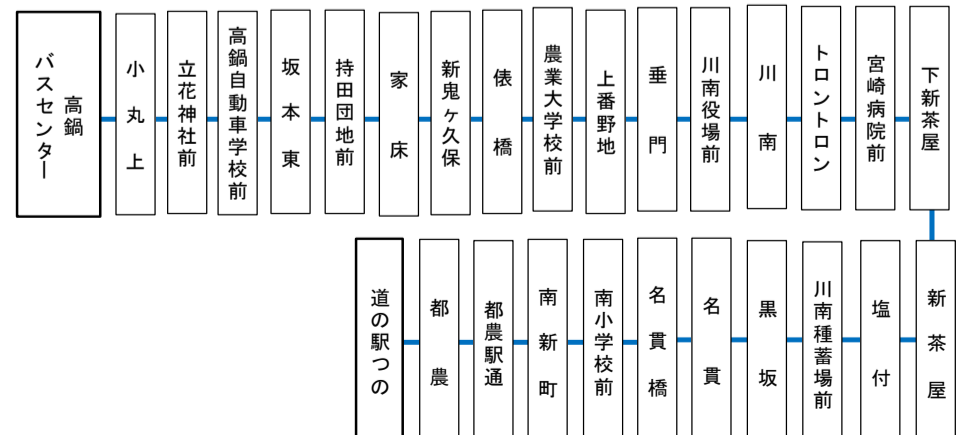 高鍋
バスセンター
小丸上
立花神社前
高鍋自動車学校前
坂本東
持田団地前
家床
新鬼ヶ久保
俵橋
農業大学校前
上番野地
垂門
川南役場前
川南
トロントロン
宮崎病院前
下新茶屋
新茶屋
塩付
川南種蓄場前
黒坂
名貫
名貫橋
南小学校前
南新町
都農駅通
都農
道の駅つの